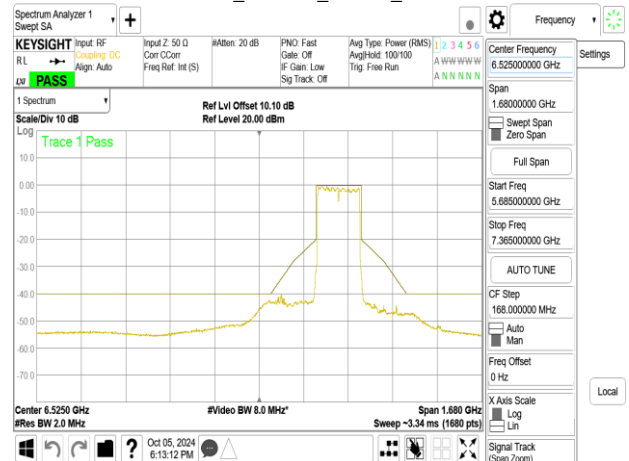 Spectrum Analyzer 1
Swept SA
Frequency
KEYSIGHT
RL
LXI
PASS
Input: RF
Coupling: DC
Align: Auto
Input Z: 50 Ω
Corr CCorr
Freq Ref: Int (S)
#Atten: 20 dB
PNO: Fast
Gate: Off
IF Gain: Low
Sig Track: Off
Avg Type: Power (RMS)
Avg|Hold: 100/100
Trig: Free Run
1 2 3 4 5 6
A W W W W W
A N N N N N
1 Spectrum
Scale/Div 10 dB
Ref Lvl Offset 10.10 dB
Ref Level 20.00 dBm
Log
Trace 1 Pass
10.0
0.00
-10.0
-20.0
-30.0
-40.0
-50.0
-60.0
-70.0
Center 6.5250 GHz
#Video BW 8.0 MHz*
Span 1.680 GHz
#Res BW 2.0 MHz
Sweep ~3.34 ms (1680 pts)
Oct 05, 2024
6:13:12 PM
Center Frequency
6.525000000 GHz
Settings
Span
1.68000000 GHz
Swept Span
Zero Span
Full Span
Start Freq
5.685000000 GHz
Stop Freq
7.365000000 GHz
AUTO TUNE
CF Step
168.000000 MHz
Auto
Man
Freq Offset
0 Hz
X Axis Scale
Log
Lin
Local
Signal Track
(Span Zoom)